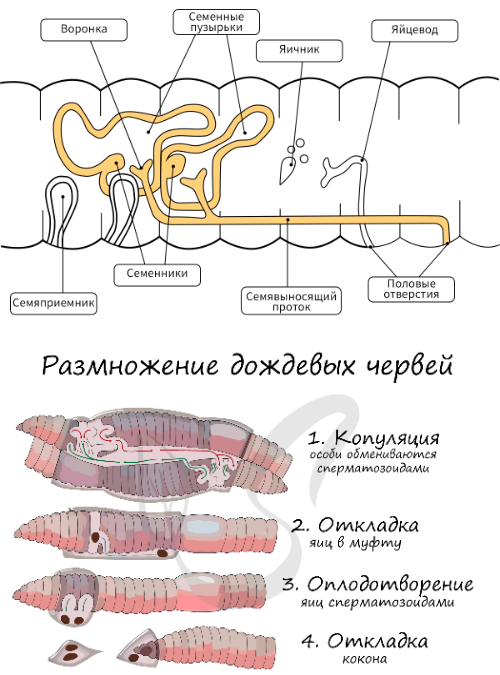 Воронка
Семенные
пузырьки
Яичник
Яйцевод
Семяприемник
Семенники
Семявыносящий
проток
Половые
отверстия
Размножение дождевых червей
1. Копуляция
особи обмениваются
сперматозоидами
2. Откладка
яиц в муфту
3. Оплодотворение
яиц сперматозоидами
4. Откладка
кокона